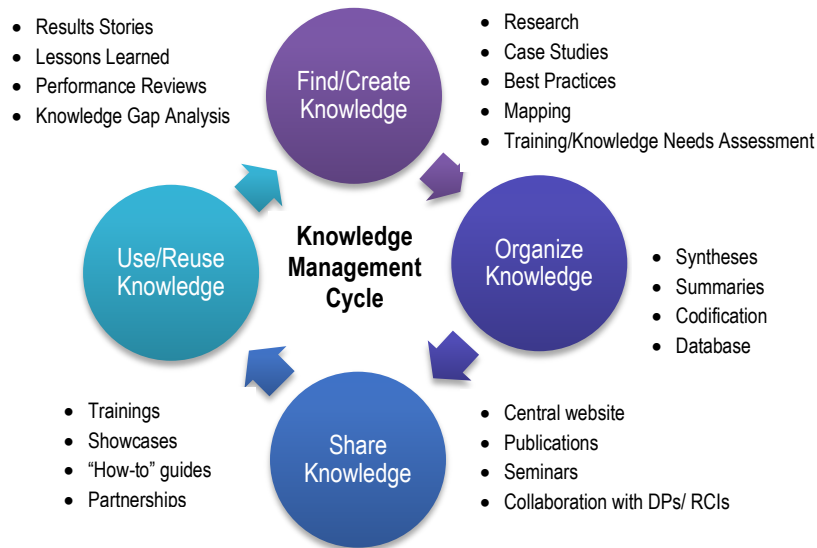 • Results Stories
• Lessons Learned
• Performance Reviews
• Knowledge Gap Analysis
Find/Create
Knowledge
• Research
• Case Studies
• Best Practices
• Mapping
• Training/Knowledge Needs Assessment
Use/Reuse
Knowledge
Knowledge
Management
Cycle
Organize
Knowledge
• Syntheses
• Summaries
• Codification
• Database
• Trainings
• Showcases
• “How-to” guides
• Partnerships
Share
Knowledge
• Central website
• Publications
• Seminars
• Collaboration with DPs/ RCIs